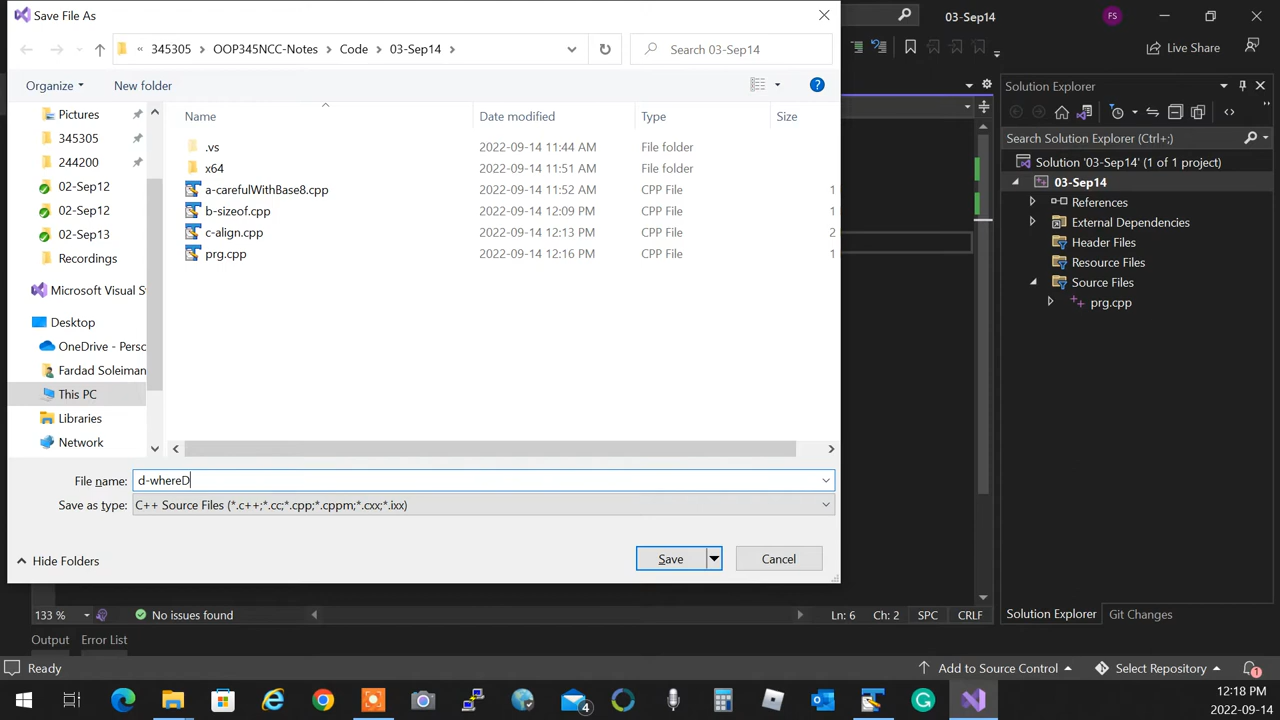 Save File As
03-Sep14
FS
« 345305 > OOP345NCC-Notes > Code > 03-Sep14 >
Search 03-Sep14
Live Share
Organize
New folder
?
Solution Explorer
Pictures
345305
244200
02-Sep12
02-Sep12
02-Sep13
Recordings
Microsoft Visual S
Desktop
OneDrive - Perso
Fardad Soleiman
This PC
Libraries
Network
Name Date modified Type Size
.vs 2022-09-14 11:44 AM File folder
x64 2022-09-14 11:51 AM File folder
a-carefulWithBase8.cpp 2022-09-14 11:52 AM CPP File 1
b-sizeof.cpp 2022-09-14 12:09 PM CPP File 1
c-align.cpp 2022-09-14 12:13 PM CPP File 2
prg.cpp 2022-09-14 12:16 PM CPP File 1
Search Solution Explorer (Ctrl+;)
Solution '03-Sep14' (1 of 1 project)
03-Sep14
References
External Dependencies
Header Files
Resource Files
Source Files
prg.cpp
File name: d-whereD
Save as type: C++ Source Files (*.c++;*.cc;*.cpp;*.cppm;*.cxx;*.ixx)
Hide Folders
Save
Cancel
133 %
No issues found
Ln: 6 Ch: 2 SPC CRLF
Solution Explorer Git Changes
Output Error List
Ready
Add to Source Control
Select Repository
1
4
12:18 PM
2022-09-14